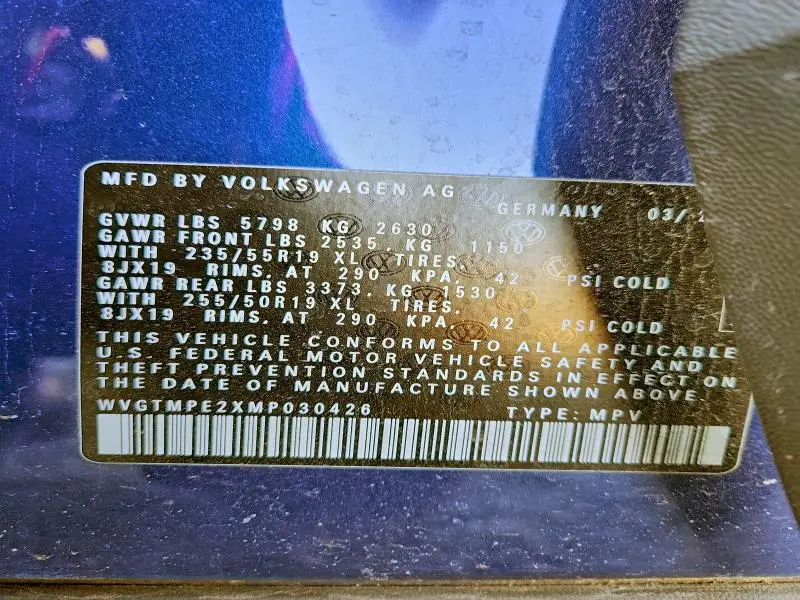 MFD BY VOLKSWAGEN AG
GERMANY 03/
GVWR LBS 5798 KG 2630
GAWR FRONT LBS 2535. KG 1150
WITH 235/55R19 XL TIRES
8JX19 RIMS. AT 290 KPA. 42 PSI COLD
GAWR REAR LBS 3373. KG 1530
WITH 255/50R19 XL TIRES.
8JX19 RIMS. AT 290 KPA 42 PSI COLD
THIS VEHICLE CONFORMS TO ALL APPLICABLE
U.S. FEDERAL MOTOR VEHICLE SAFETY AND
THEFT PREVENTION STANDARDS IN EFFECT ON
THE DATE OF MANUFACTURE SHOWN ABOVE
WVGTMPE2XMP030426 TYPE: MPV